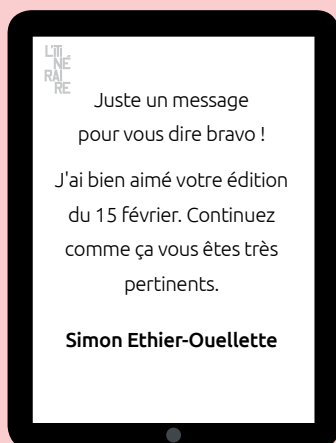 L'ITI
NÉ
RAI
RE
Juste un message
pour vous dire bravo !
J'ai bien aimé votre édition
du 15 février. Continuez
comme ça vous êtes très
pertinents.
Simon Ethier-Ouellette